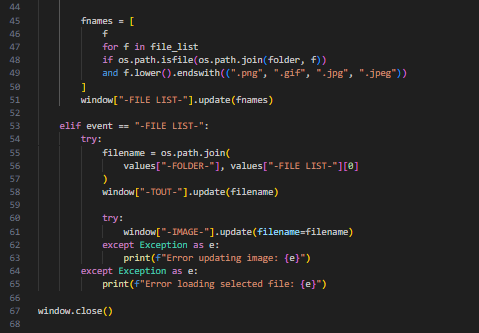 44
45 fnames = [
46 f
47 for f in file_list
48 if os.path.isfile(os.path.join(folder, f))
49 and f.lower().endswith((".png", ".gif", ".jpg", ".jpeg"))
50 ]
51 window["-FILE LIST-"].update(fnames)
52
53 elif event == "-FILE LIST-":
54 try:
55 filename = os.path.join(
56 values["-FOLDER-"], values["-FILE LIST-"][0]
57 )
58 window["-TOUT-"].update(filename)
59
60 try:
61 window["-IMAGE-"].update(filename=filename)
62 except Exception as e:
63 print(f"Error updating image: {e}")
64 except Exception as e:
65 print(f"Error loading selected file: {e}")
66
67 window.close()
68